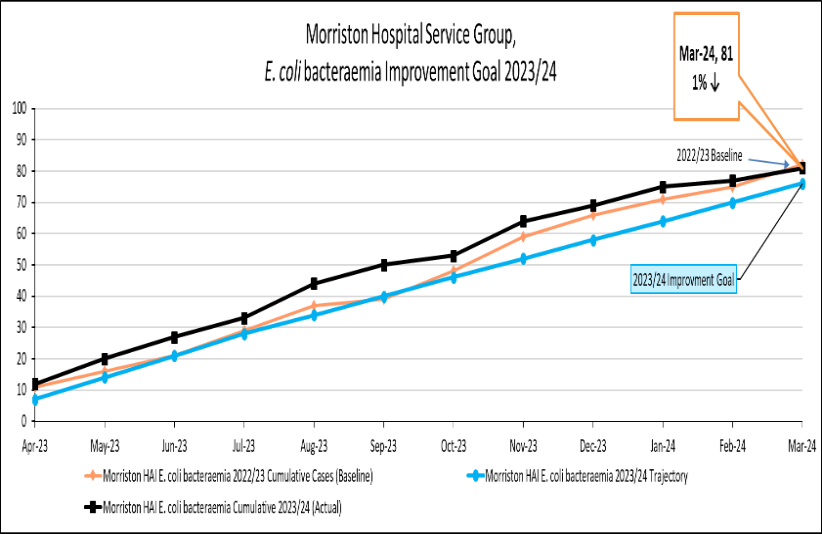 Morriston Hospital Service Group,
E. coli bacteraemia Improvement Goal 2023/24
Mar-24, 81
1% ↓
2022/23 Baseline
2023/24 Improvment Goal
100
90
80
70
60
50
40
30
20
10
0
Apr-23 May-23 Jun-23 Jul-23 Aug-23 Sep-23 Oct-23 Nov-23 Dec-23 Jan-24 Feb-24 Mar-24
Morriston HAI E. coli bacteraemia 2022/23 Cumulative Cases (Baseline) Morriston HAI E. coli bacteraemia 2023/24 Trajectory
Morriston HAI E. coli bacteraemia Cumulative 2023/24 (Actual)